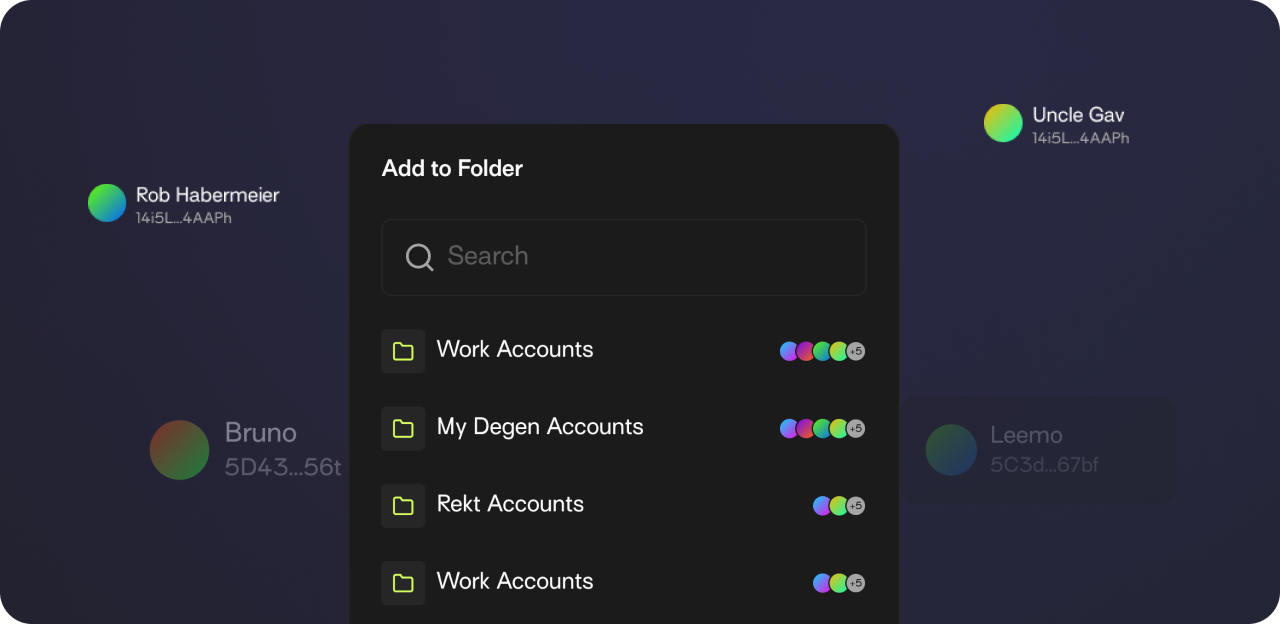 Uncle Gav
14i5L...4AAPh
Rob Habermeier
14i5L...4AAPh
Add to Folder
Search
Work Accounts
+5
My Degen Accounts
+5
Bruno
5D43...56t
Leemo
5C3d...67bf
Rekt Accounts
+5
Work Accounts
+5